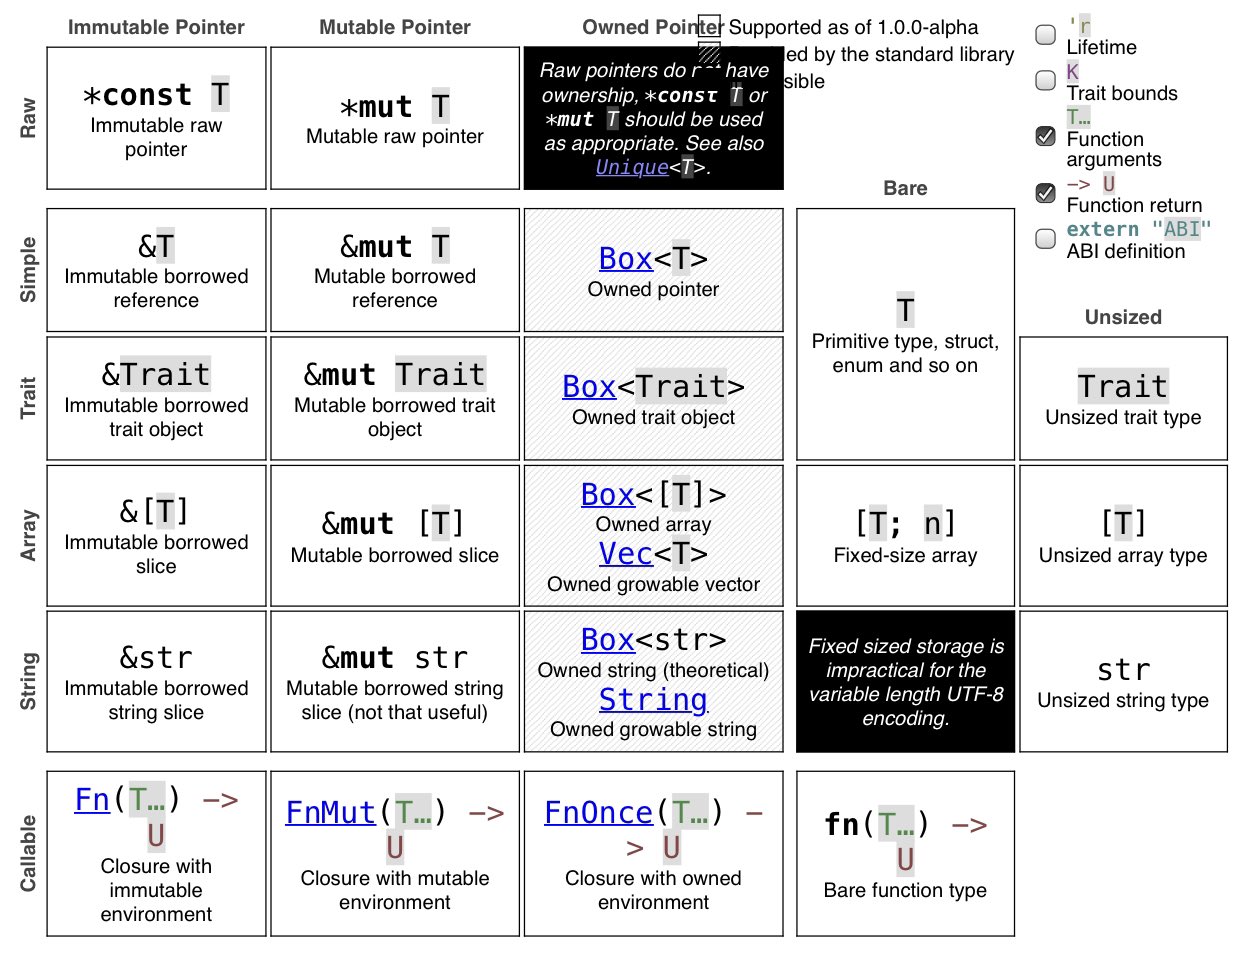 Immutable Pointer
Mutable Pointer
Owned Pointer
Supported as of 1.0.0-alpha
by the standard library
'r
Lifetime
K
Trait bounds
T…
Function
arguments
—> U
Function return
extern "ABI"
ABI definition
Raw
*const T
Immutable raw
pointer
*mut T
Mutable raw pointer
Raw pointers do have
ownership, *const T or
*mut T should be used
as appropriate. See also
Unique<T>.
Bare
Simple
&T
Immutable borrowed
reference
&mut T
Mutable borrowed
reference
Box<T>
Owned pointer
T
Primitive type, struct,
enum and so on
Unsized
Trait
&Trait
Immutable borrowed
trait object
&mut Trait
Mutable borrowed trait
object
Box<Trait>
Owned trait object
Trait
Unsized trait type
Array
&[T]
Immutable borrowed
slice
&mut [T]
Mutable borrowed slice
Box<[T]>
Owned array
Vec<T>
Owned growable vector
[T; n]
Fixed-size array
[T]
Unsized array type
String
&str
Immutable borrowed
string slice
&mut str
Mutable borrowed string
slice (not that useful)
Box<str>
Owned string (theoretical)
String
Owned growable string
Fixed sized storage is
impractical for the
variable length UTF-8
encoding.
str
Unsized string type
Callable
Fn(T…) —>
U
Closure with
immutable
environment
FnMut(T…) —>
U
Closure with mutable
environment
FnOnce(T…) —
> U
Closure with owned
environment
fn(T…) —>
U
Bare function type